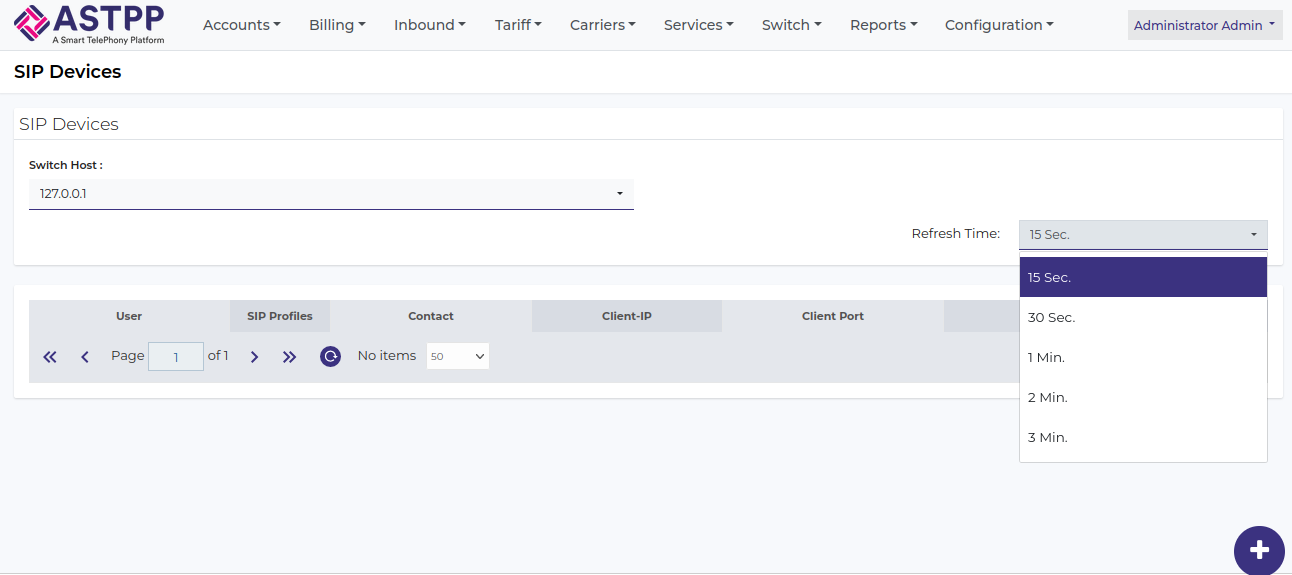 ASTPP
A Smart TelePhony Platform
Accounts Billing Inbound Tariff Carriers Services Switch Reports Configuration Administrator Admin
SIP Devices
SIP Devices
Switch Host :
127.0.0.1
Refresh Time: 15 Sec.
15 Sec.
30 Sec.
1 Min.
2 Min.
3 Min.
User SIP Profiles Contact Client-IP Client Port
Page 1 of 1 No items 50